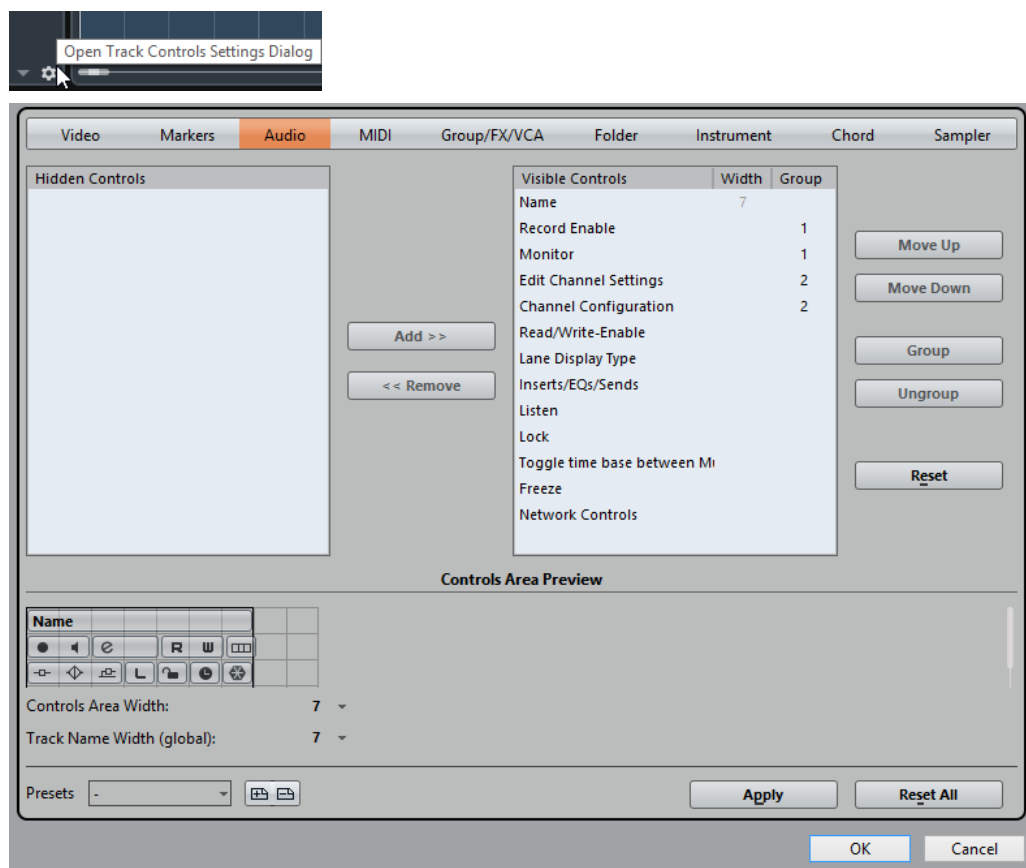 Open Track Controls Settings Dialog
Video Markers Audio MIDI Group/FX/VCA Folder Instrument Chord Sampler
Hidden Controls
Visible Controls Width Group
Name 7
Record Enable 1
Monitor 1
Edit Channel Settings 2
Channel Configuration 2
Read/Write-Enable
Lane Display Type
Inserts/EQs/Sends
Listen
Lock
Toggle time base between Mu
Freeze
Network Controls
Add >>
<< Remove
Move Up
Move Down
Group
Ungroup
Reset
Controls Area Preview
Name
e R W
L
Controls Area Width: 7
Track Name Width (global): 7
Presets -
Apply
Reset All
OK
Cancel